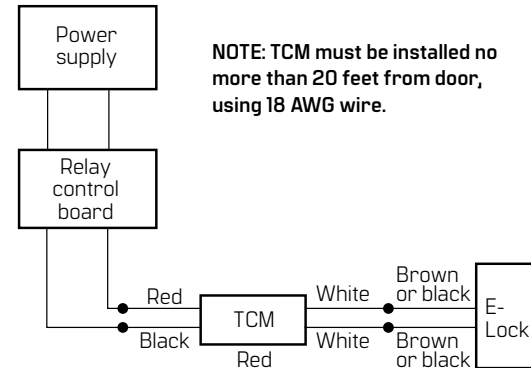 Power
supply
NOTE: TCM must be installed no
more than 20 feet from door,
using 18 AWG wire.
Relay
control
board
Red
Black
TCM
Red
White
White
Brown
or black
Brown
or black
E-
Lock